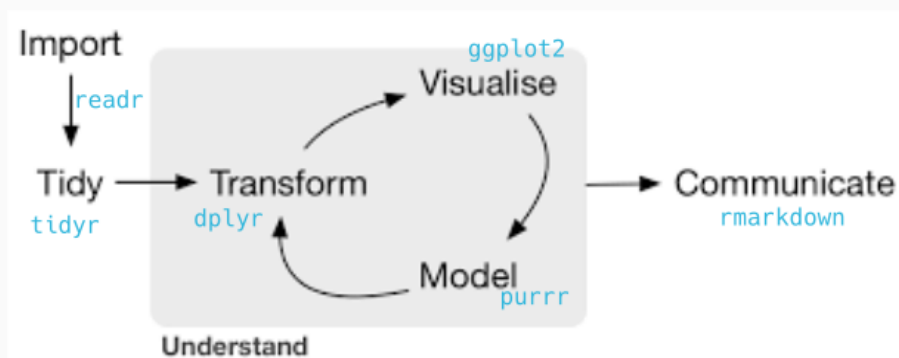 Import
readr
Tidy
tidyr
Transform
dplyr
ggplot2
Visualise
Model
purrr
Understand
Communicate
rmarkdown